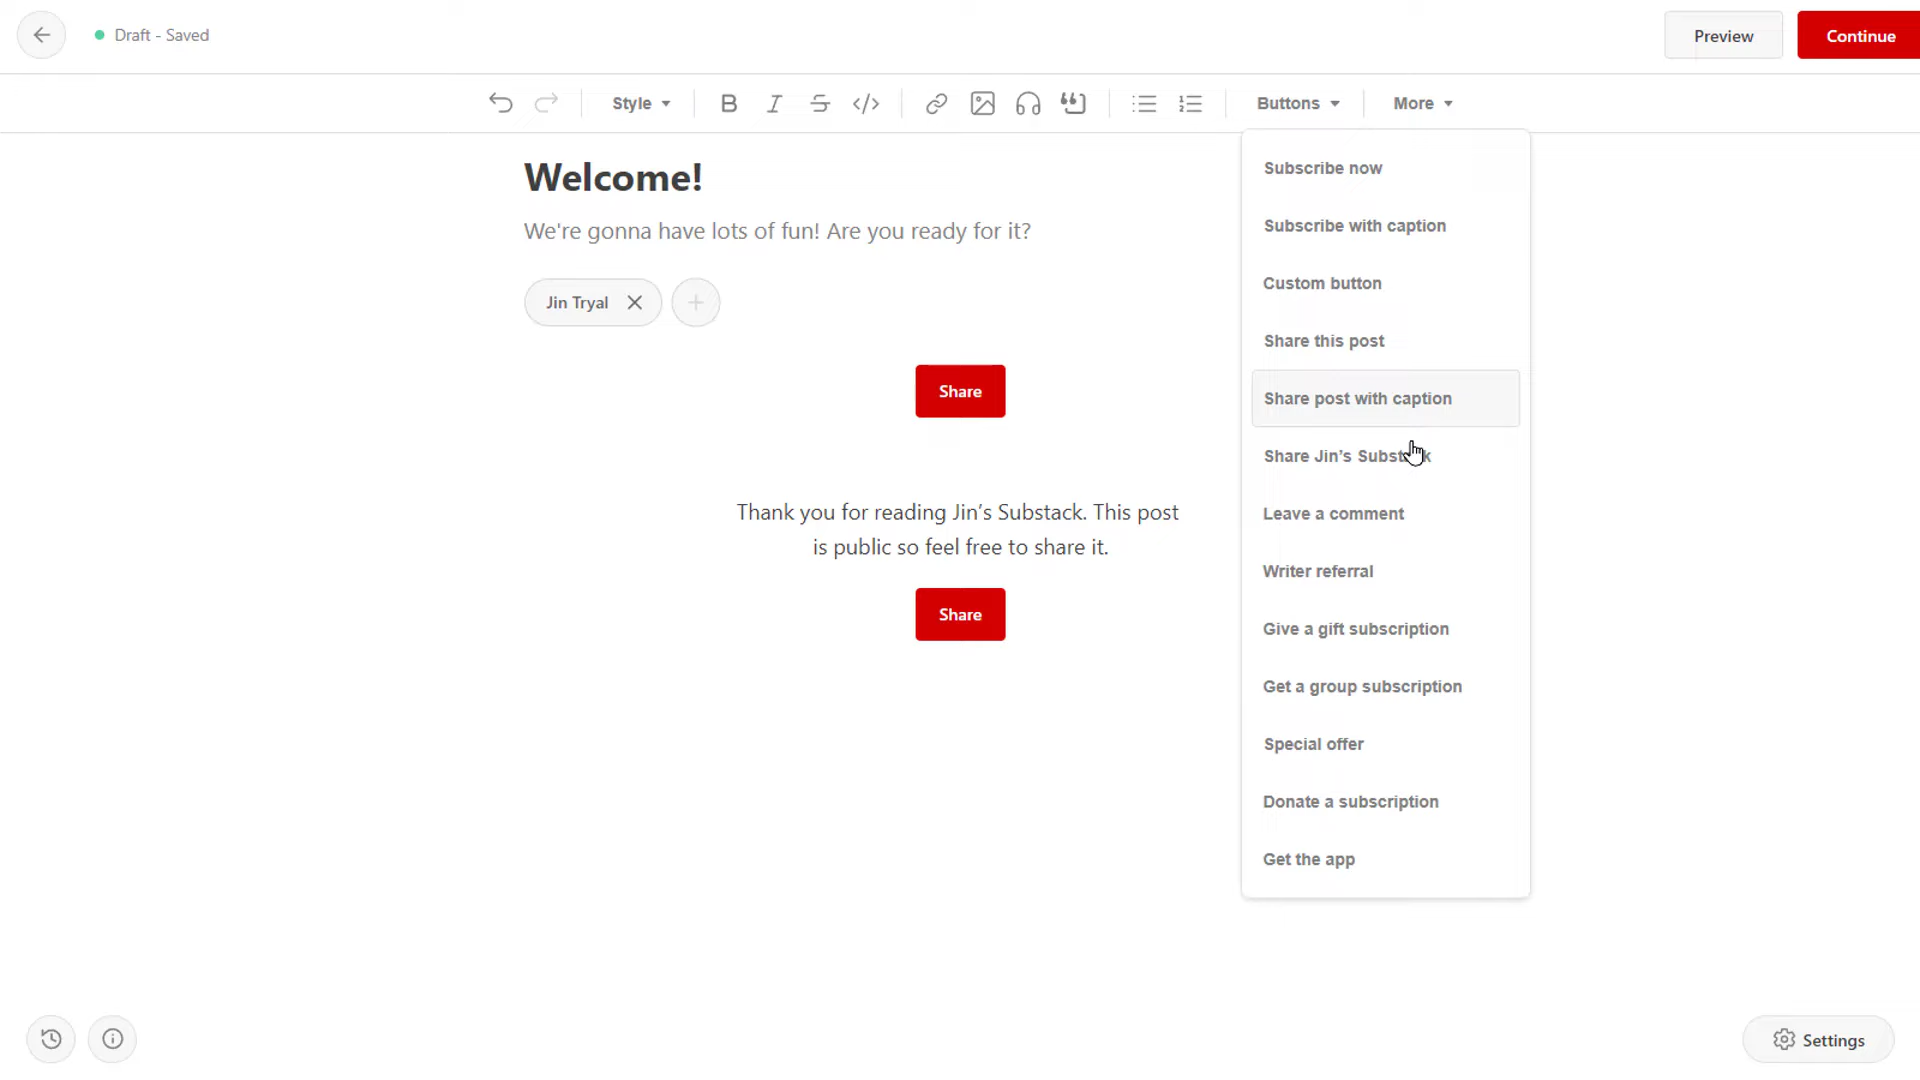 Draft - Saved
Preview
Continue
Style
B
I
S
Buttons
More
Welcome!
We're gonna have lots of fun! Are you ready for it?
Jin Tryal
Share
Thank you for reading Jin’s Substack. This post
is public so feel free to share it.
Share
Subscribe now
Subscribe with caption
Custom button
Share this post
Share post with caption
Share Jin’s Substack
Leave a comment
Writer referral
Give a gift subscription
Get a group subscription
Special offer
Donate a subscription
Get the app
Settings